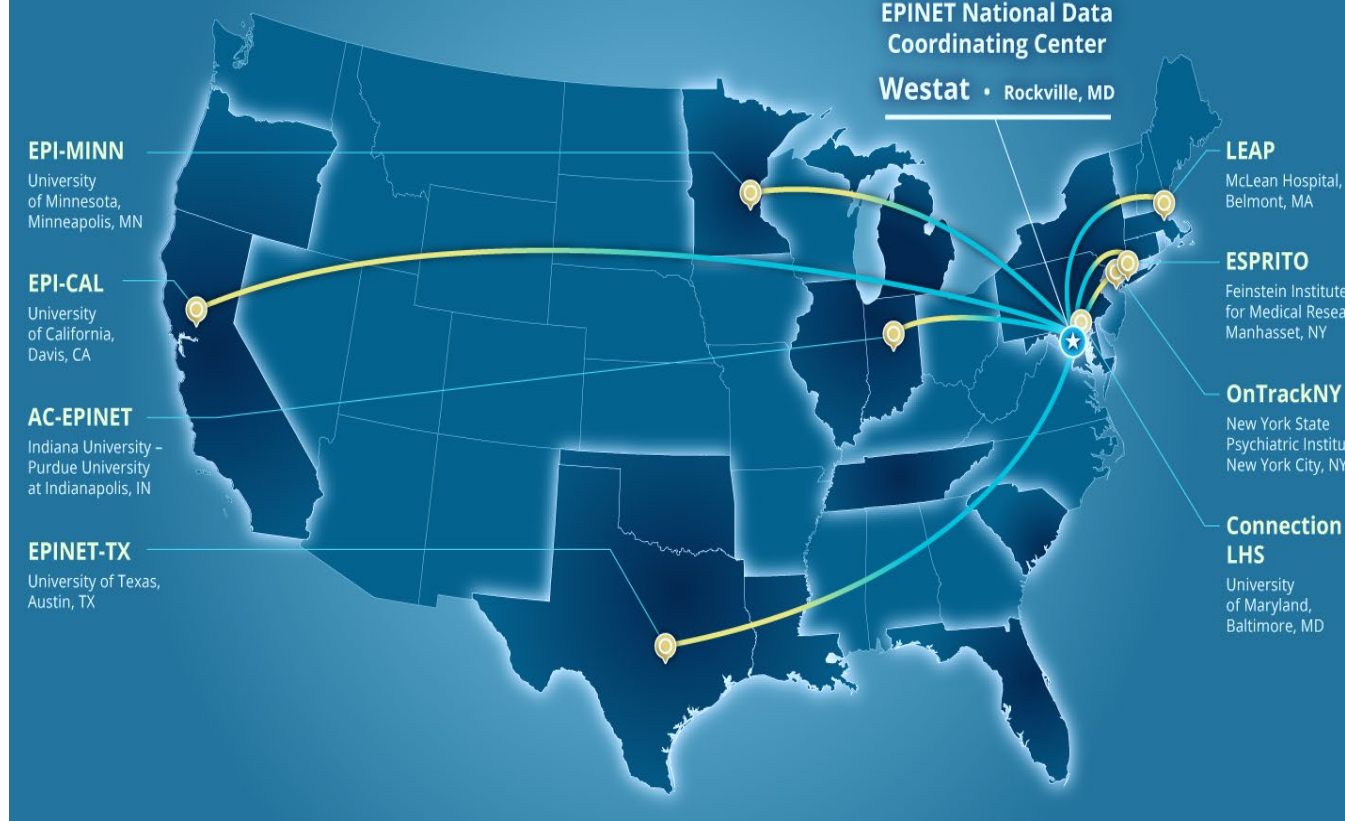 EPINET National Data
Coordinating Center
Westat • Rockville, MD
EPI-MINN
University
of Minnesota,
Minneapolis, MN
EPI-CAL
University
of California,
Davis, CA
AC-EPINET
Indiana University –
Purdue University
at Indianapolis, IN
EPINET-TX
University of Texas,
Austin, TX
LEAP
McLean Hospital,
Belmont, MA
ESPRITO
Feinstein Institute
for Medical
Manhasset, NY
OnTrackNY
New York State
Psychiatric
New York City, NY
Connection
LHS
University
of Maryland,
Baltimore, MD